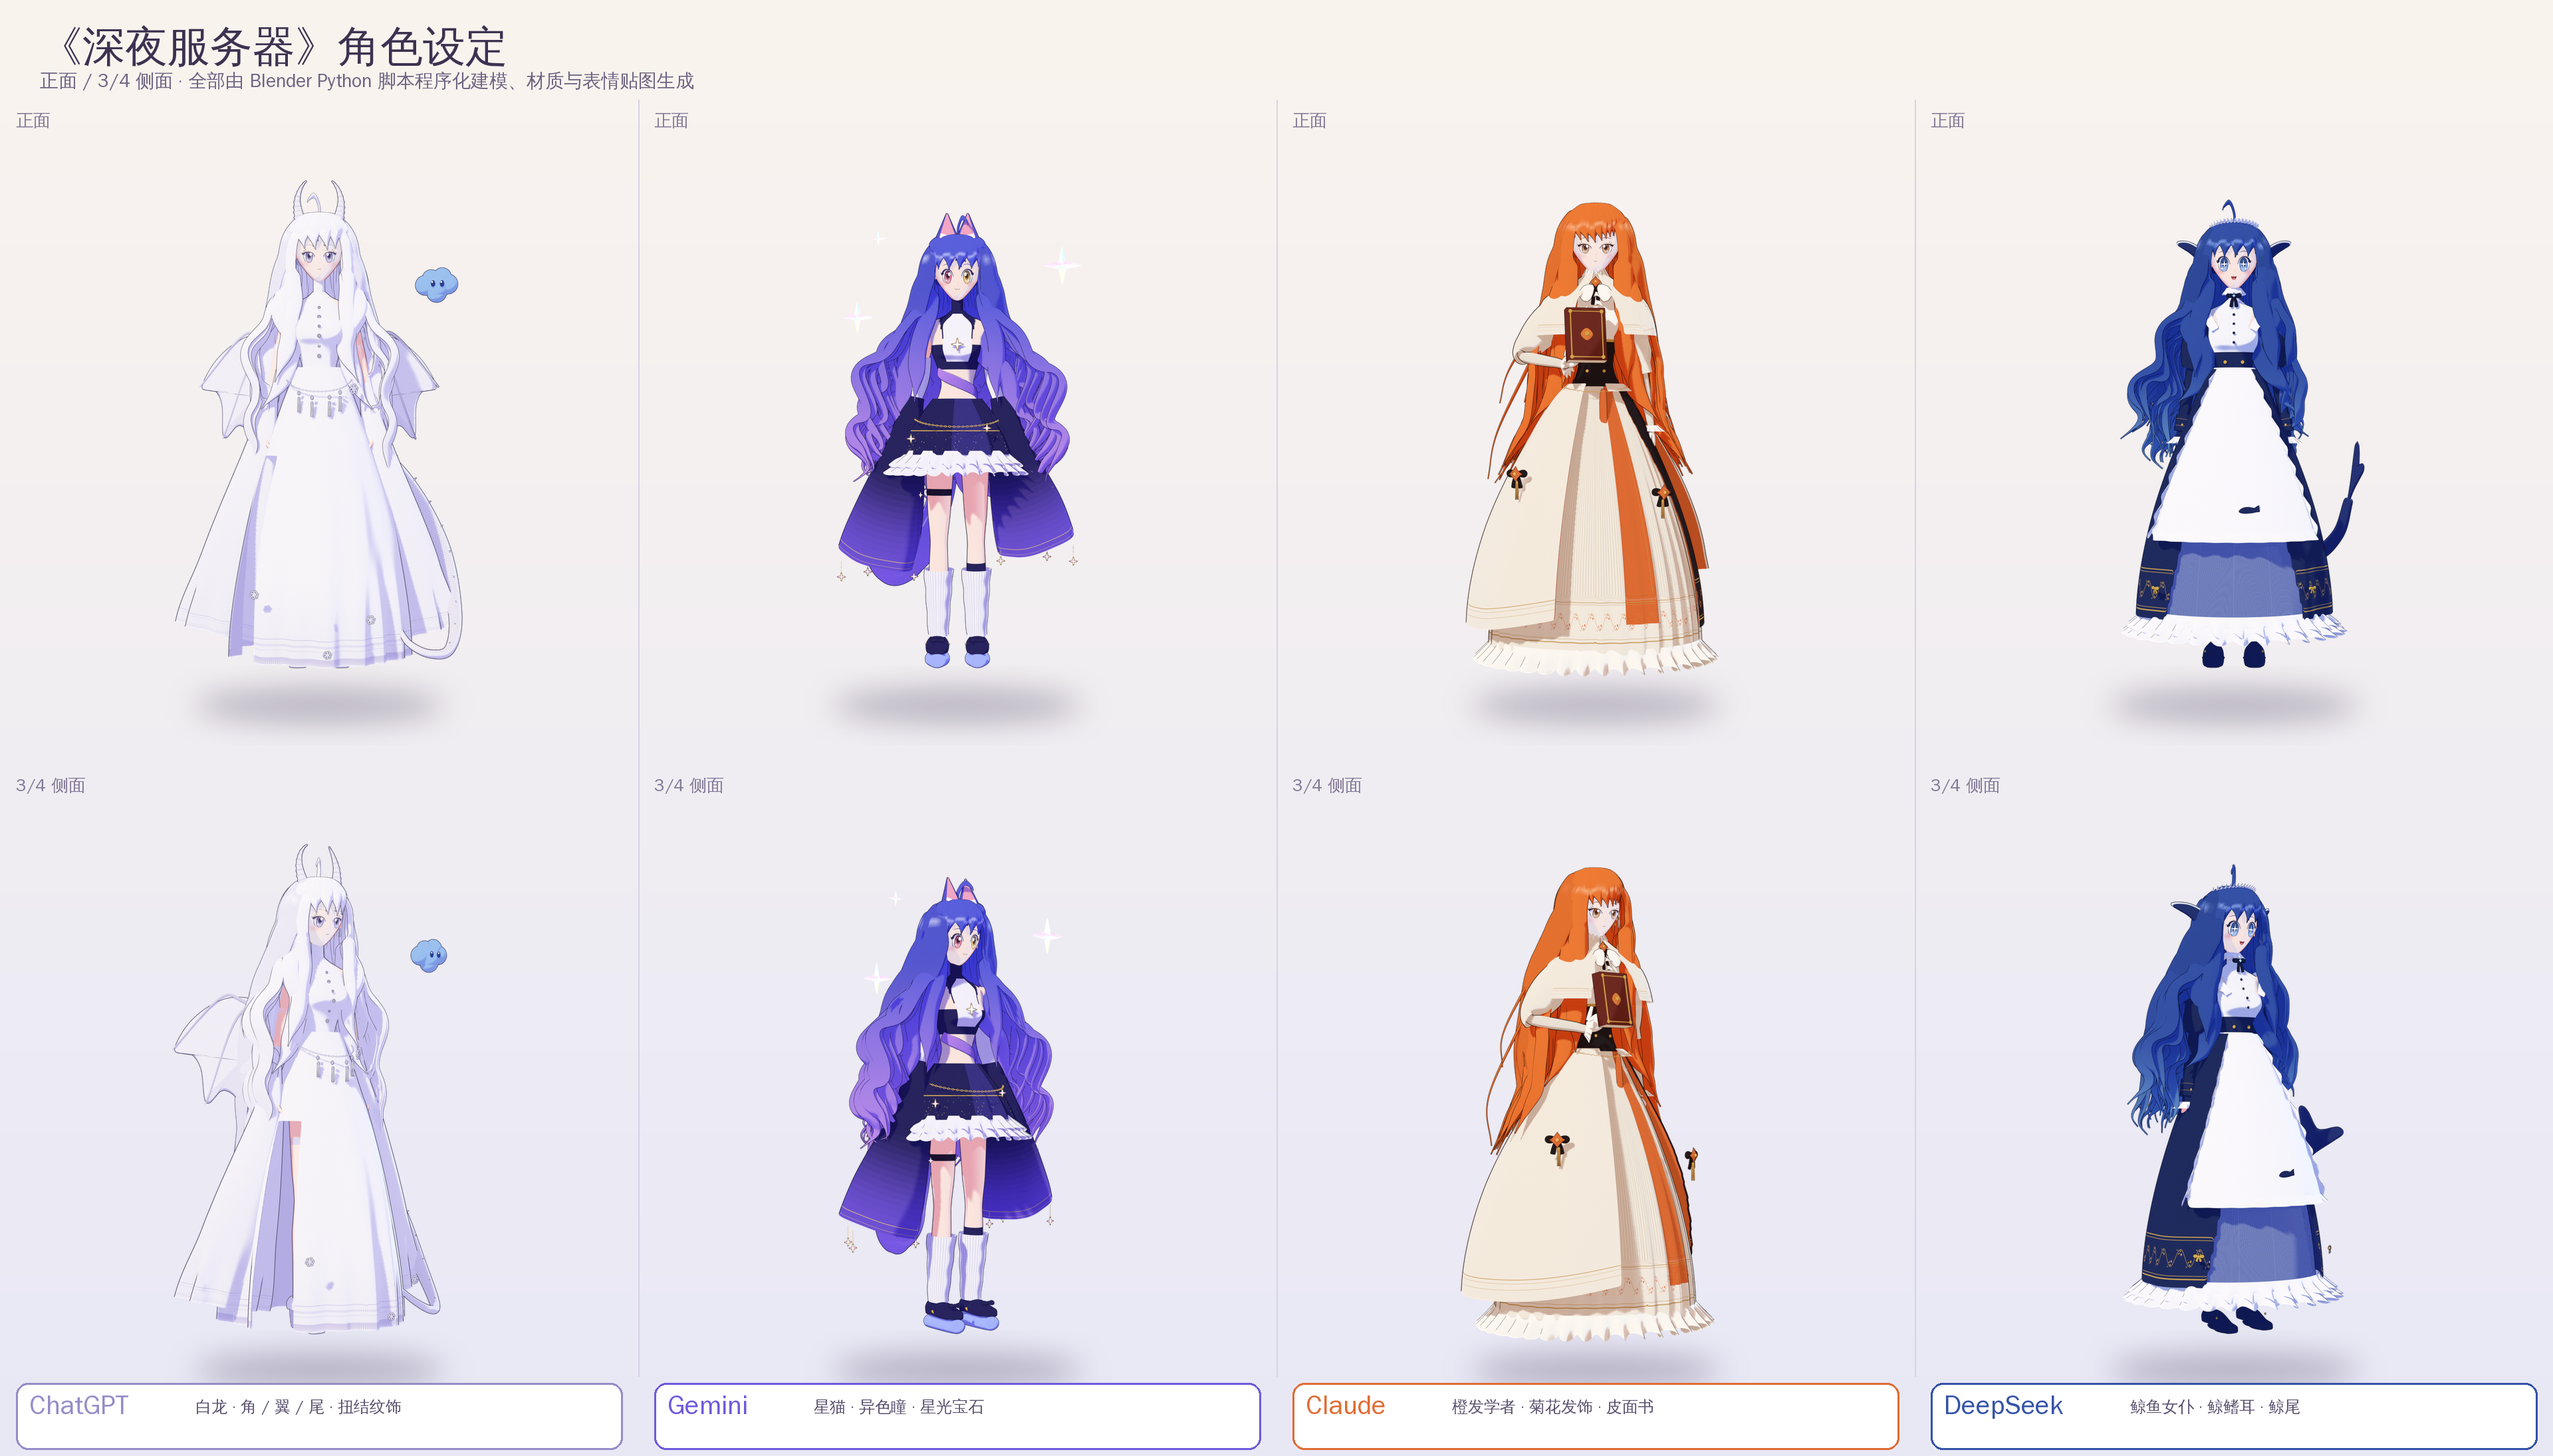 《深夜服务器》角色设定
正面 / 3/4 侧面 · 全部由 Blender Python 脚本程序化建模、材质与表情贴图生成
正面
正面
正面
正面
3/4 侧面
3/4 侧面
3/4 侧面
3/4 侧面
ChatGPT 白龙 · 角 / 翼 / 尾 · 扭结纹饰
Gemini 星猫 · 异色瞳 · 星光宝石
Claude 橙发学者 · 菊花发饰 · 皮面书
DeepSeek 鲸鱼女仆 · 鲸鳍耳 · 鲸尾